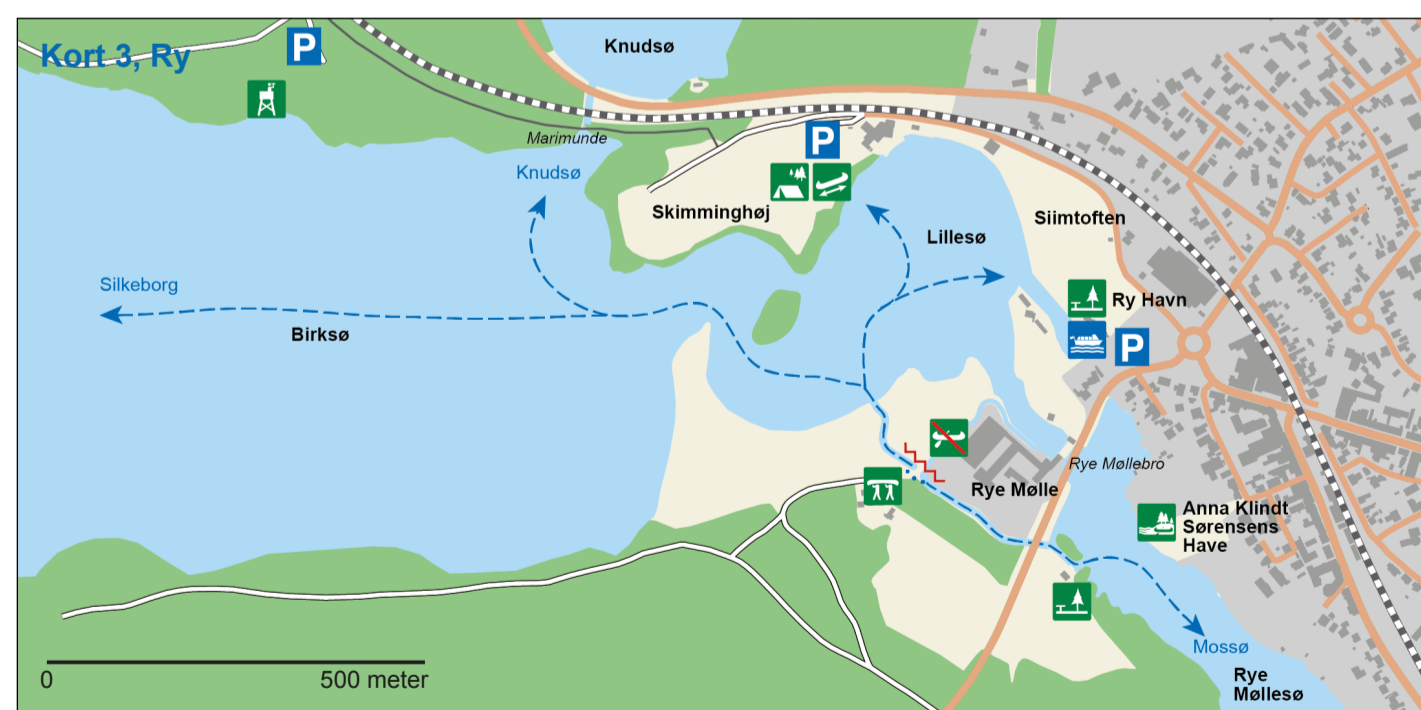 Kort 3, Ry
P
Knudsø
Marimunde
P
Knudsø
Skimminghøj
Siimtoften
Lillesø
Silkeborg
Ry Havn
Birksø
P
Rye Møllebro
Rye Mølle
Anna Klindt
Sørensens
Have
Mossø
0
500 meter
Rye
Møllesø